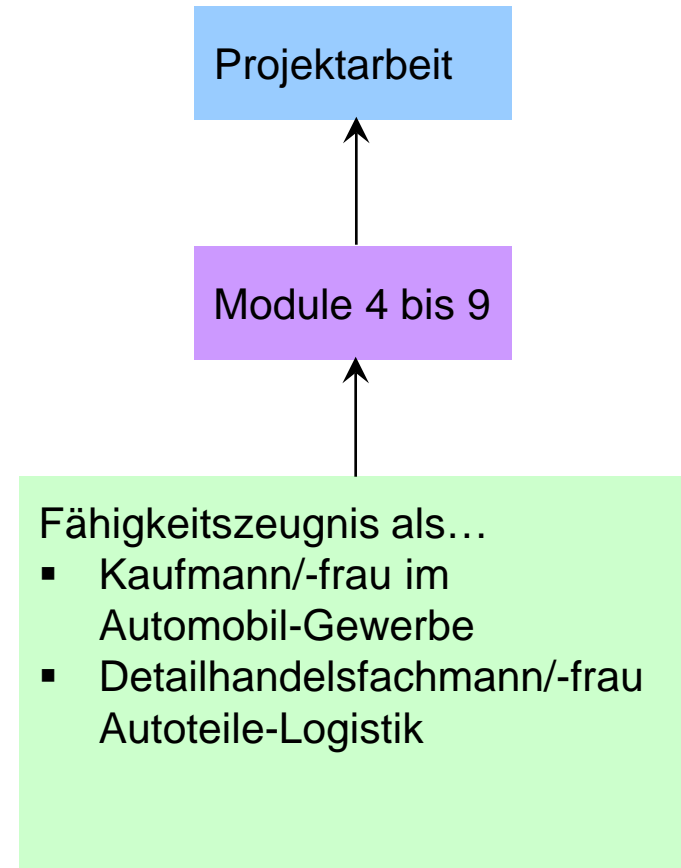 Projektarbeit
Module 4 bis 9
Fähigkeitszeugnis als…
▪ Kaufmann/-frau im
Automobil-Gewerbe
▪ Detailhandelsfachmann/-frau
Autoteile-Logistik